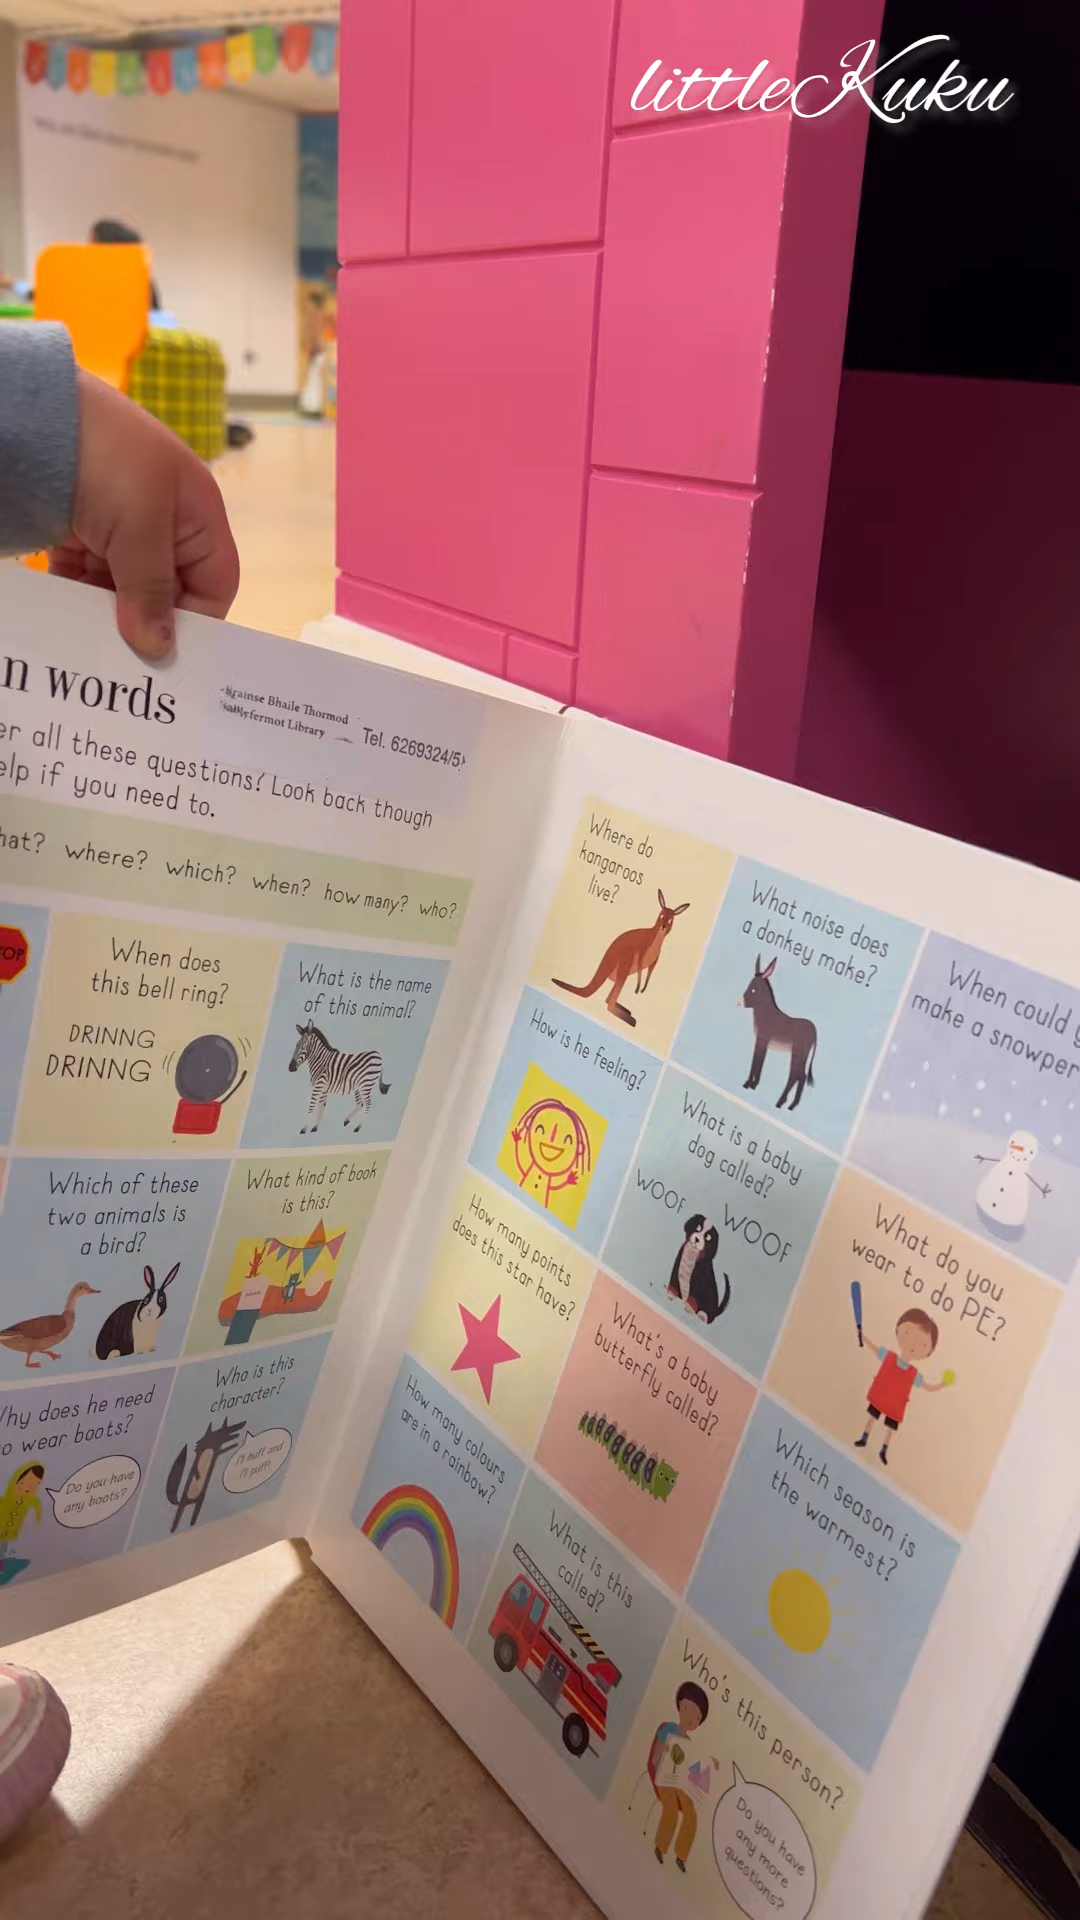 littleKuku
n words
Brainse Bhaile Thormod
Ballyfermot Library
Tel. 6269324/5
er all these questions? Look back though
elp if you need to.
hat? where? which? when? how many? who?
OP
When does
this bell ring?
DRINNG
DRINNG
What is the name
of this animal?
Which of these
two animals is
a bird?
What kind of book
is this?
Why does he need
to wear boots?
Do you have
any boots?
Who is this
character?
I'll huff and
I'll puff!
Where do
kangaroos
live?
What noise does
a donkey make?
When could y
make a snowper
How is he feeling?
What is a baby
dog called?
WOOF
WOOF
What do you
wear to do PE?
How many points
does this star have?
What's a baby
butterfly called?
Which season is
the warmest?
How many colours
are in a rainbow?
What is this
called?
Who's this person?
Do you have
any more
questions?